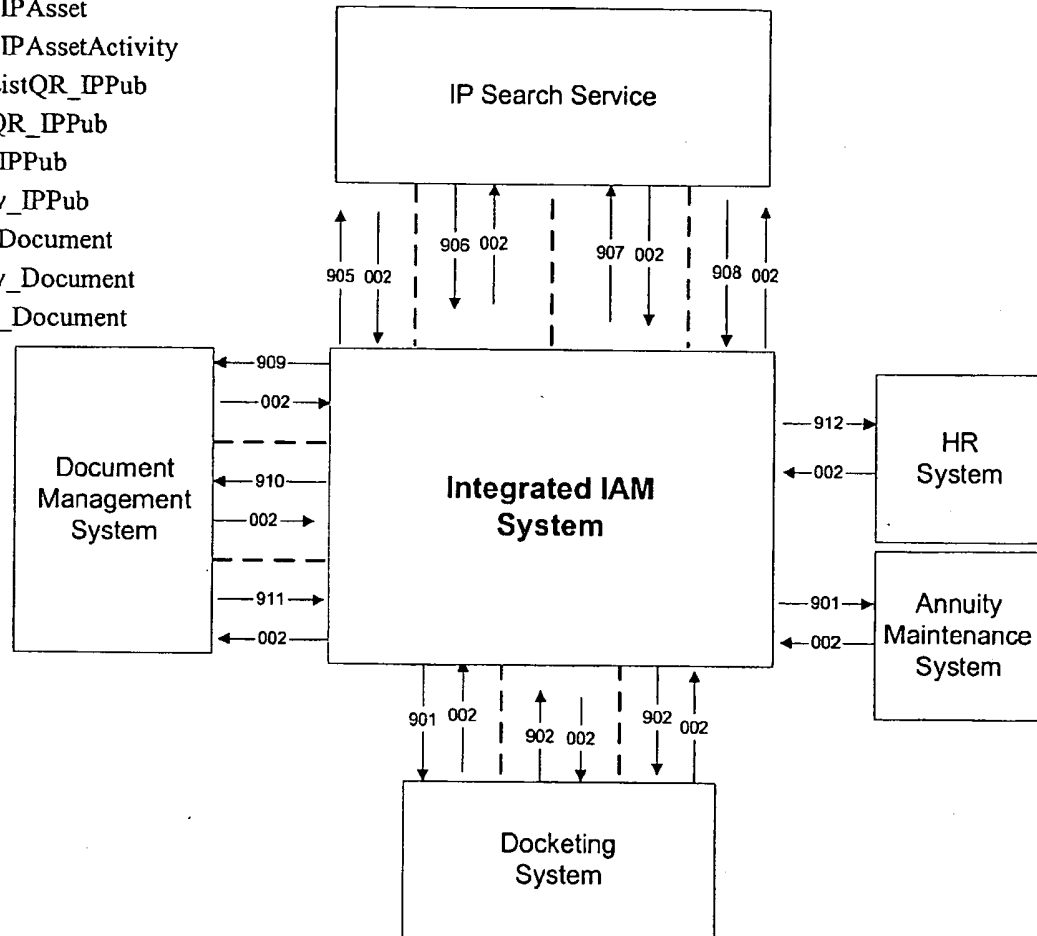 IPAsset
IPAssetActivity
istQR_IPPub
QR_IPPub
IPPub
_IPPub
Document
_Document
_Document
IP Search Service
905 002 906 002 907 002 908 002
909
002
910
002
911
002
Document
Management
System
Integrated IAM
System
912
002
HR
System
901
002
Annuity
Maintenance
System
901 002 902 002 902 002
Docketing
System